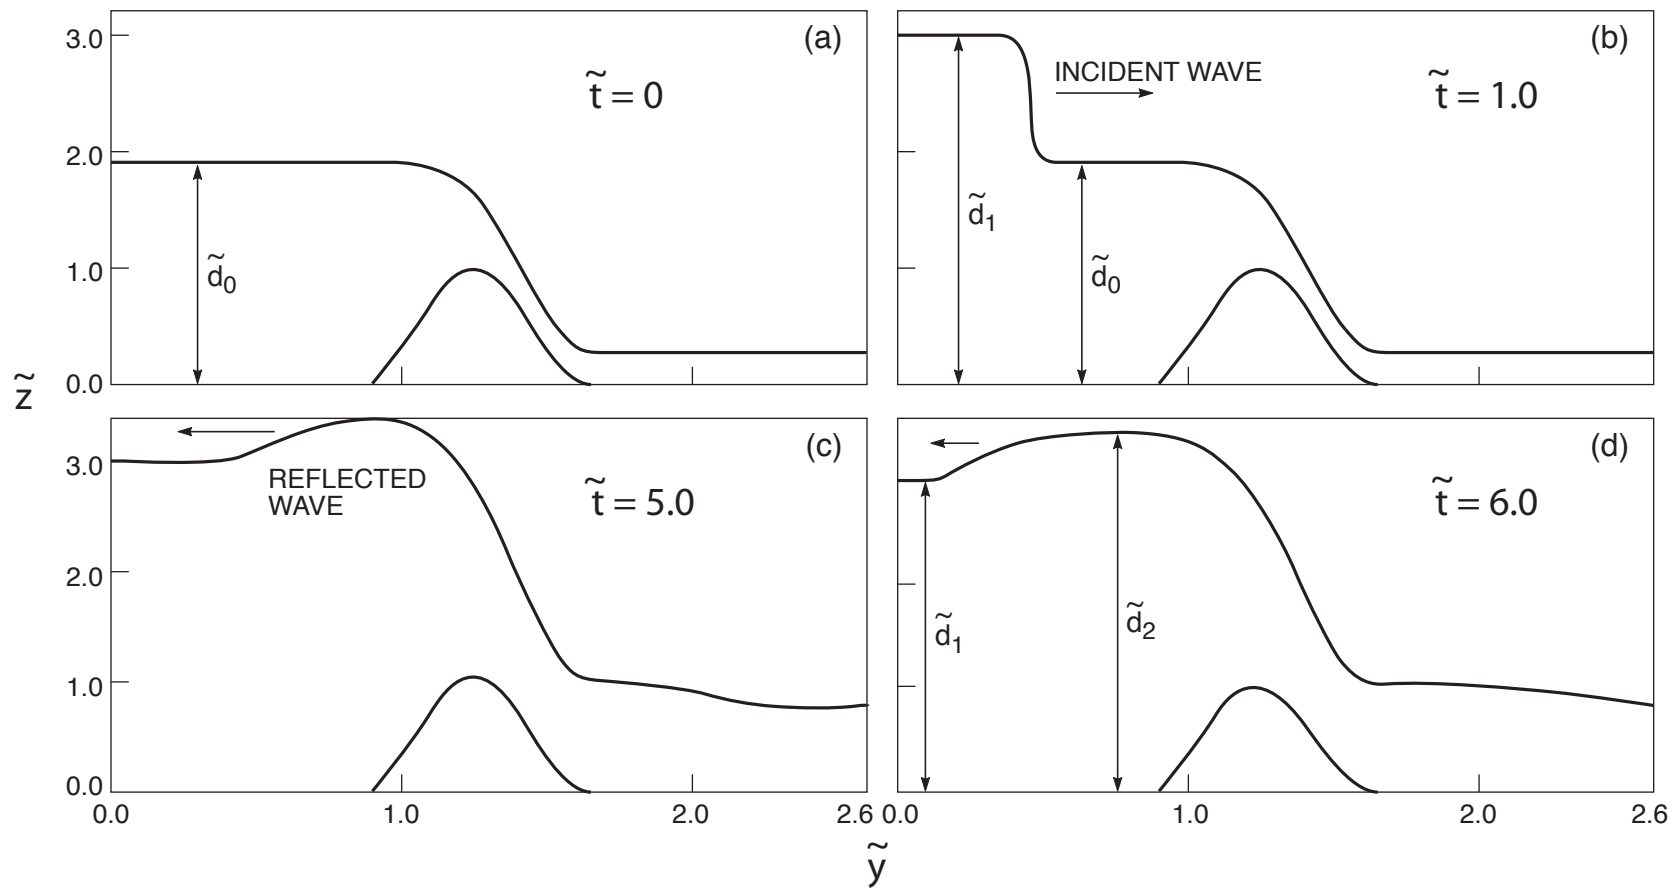 3.0
(a)
t̃ = 0
2.0
d̃0
1.0
0.0
(b)
INCIDENT WAVE
t̃ = 1.0
d̃1
d̃0
z̃
(c)
3.0
REFLECTED
WAVE
t̃ = 5.0
2.0
1.0
0.0
0.0
1.0
2.0
2.6
(d)
t̃ = 6.0
d̃1
d̃2
0.0
1.0
2.0
2.6
ỹ